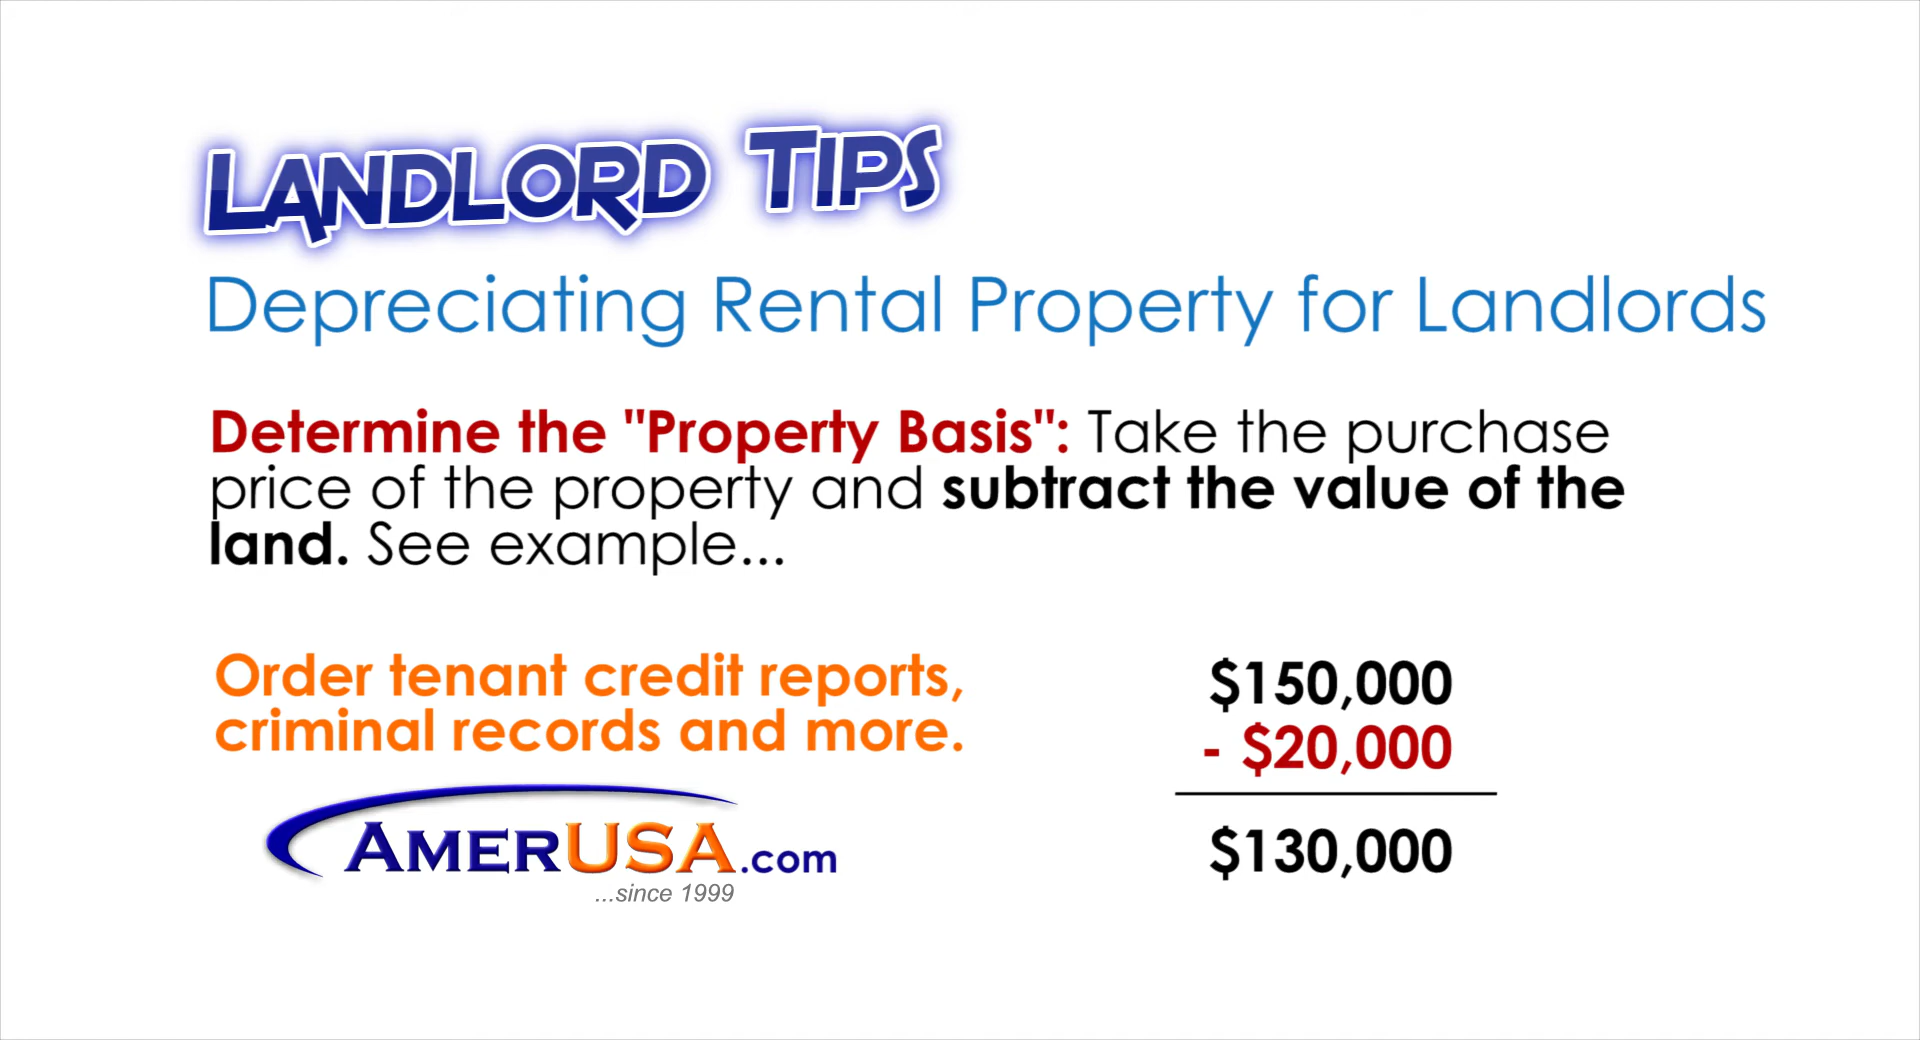 LANDLORD TIPS
Depreciating Rental Property for Landlords
Determine the "Property Basis": Take the purchase
price of the property and subtract the value of the
land. See example...
Order tenant credit reports,
criminal records and more.
AMERUSA.com
...since 1999
$150,000
- $20,000
$130,000